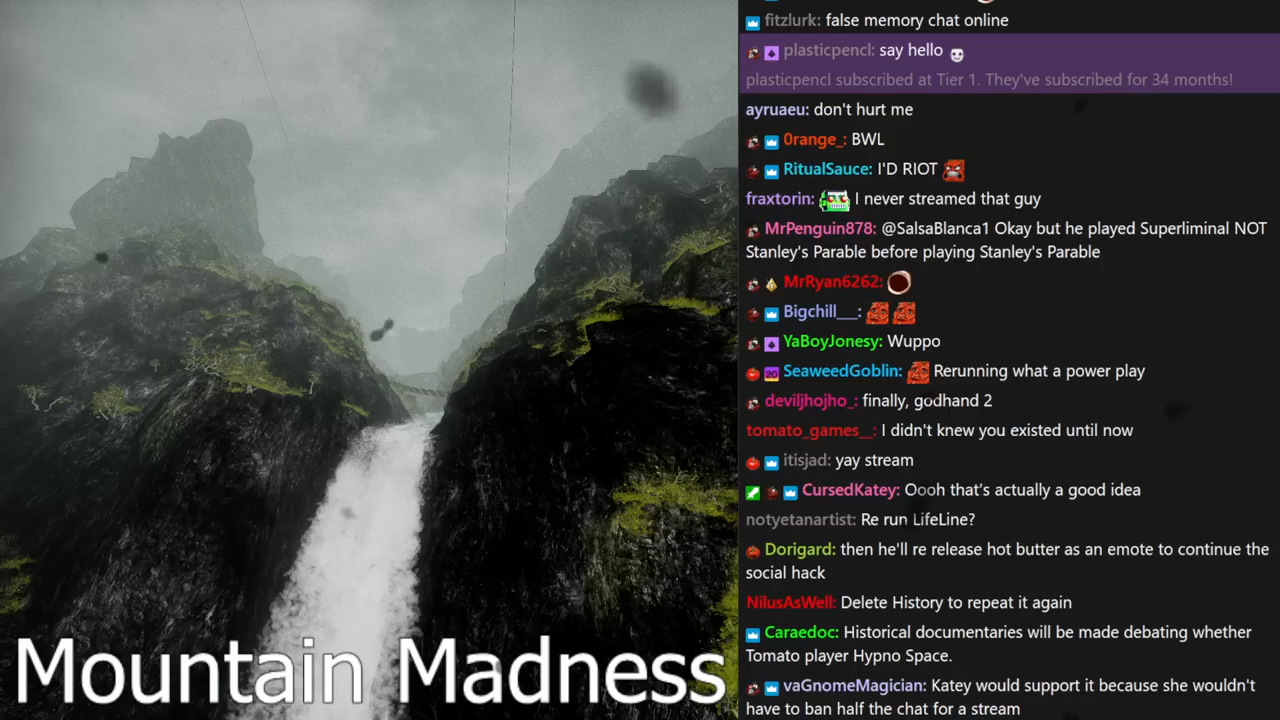 fitzlurk: false memory chat online
plasticpencl: say hello
plasticpencl subscribed at Tier 1. They've subscribed for 34 months!
ayruaeu: don't hurt me
0range_: BWL
RitualSauce: I'D RIOT
fraxtorin: I never streamed that guy
MrPenguin878: @SalsaBlanca1 Okay but he played Superliminal NOT
Stanley's Parable before playing Stanley's Parable
MrRyan6262:
Bigchill___:
YaBoyJonesy: Wuppo
SeaweedGoblin: Rerunning what a power play
deviljhojho_: finally, godhand 2
tomato_games__: I didn't knew you existed until now
itisjad: yay stream
CursedKatey: Oooh that's actually a good idea
notyetanartist: Re run LifeLine?
Dorigard: then he'll re release hot butter as an emote to continue the
social hack
NilusAsWell: Delete History to repeat it again
Caraedoc: Historical documentaries will be made debating whether
Tomato player Hypno Space.
vaGnomeMagician: Katey would support it because she wouldn't
have to ban half the chat for a stream
Mountain Madness